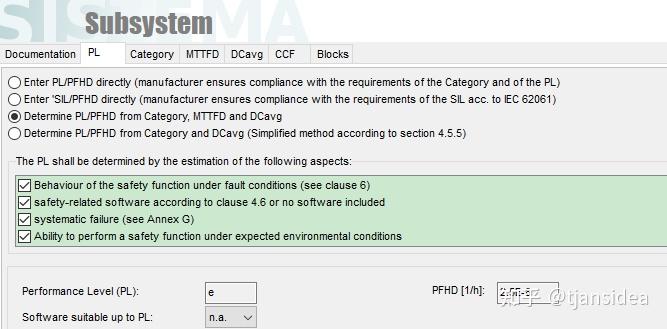 SISTEMA
Subsystem
Documentation PL Category MTTFD DCavg CCF Blocks
Enter PL/PFHD directly (manufacturer ensures compliance with the requirements of the Category and of the PL)
Enter 'SIL/PFHD directly (manufacturer ensures compliance with the requirements of the SIL acc. to IEC 62061)
Determine PL/PFHD from Category, MTTFD and DCavg
Determine PL/PFHD from Category and DCavg (Simplified method according to section 4.5.5)
The PL shall be determined by the estimation of the following aspects:
Behaviour of the safety function under fault conditions (see clause 6)
safety-related software according to clause 4.6 or no software included
systematic failure (see Annex G)
Ability to perform a safety function under expected environmental conditions
Performance Level (PL): e PFHD [1/h]:
Software suitable up to PL: n.a.
知乎 @tjansidea